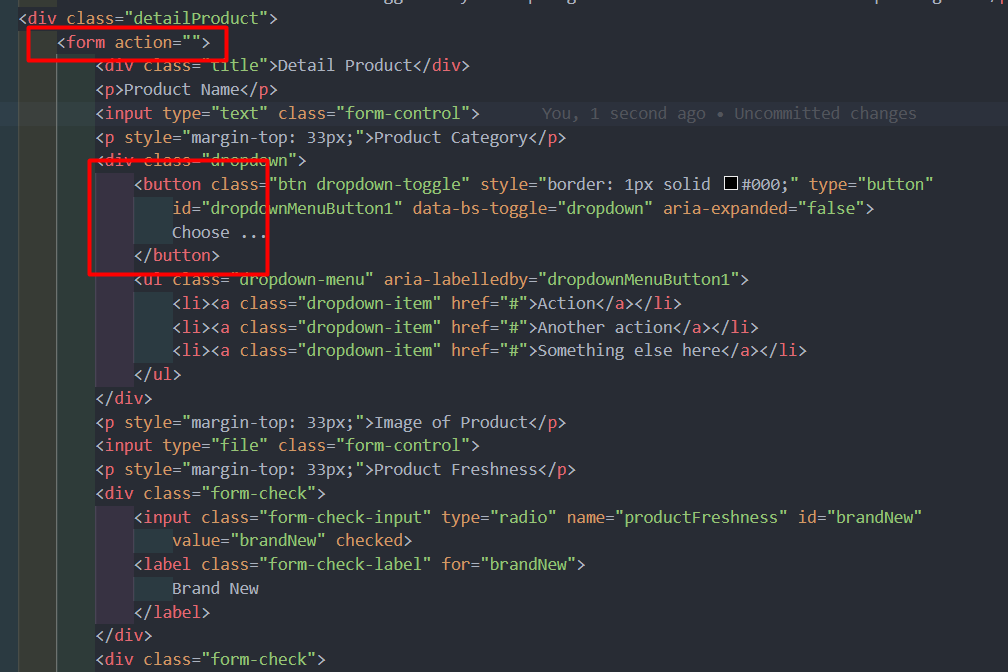 <div class="detailProduct">
<form action="">
<div class="title">Detail Product</div>
<p>Product Name</p>
<input type="text" class="form-control"> You, 1 second ago • Uncommitted changes
<p style="margin-top: 33px;">Product Category</p>
<div class="dropdown">
<button class="btn dropdown-toggle" style="border: 1px solid #000;" type="button"
id="dropdownMenuButton1" data-bs-toggle="dropdown" aria-expanded="false">
Choose ...
</button>
<ul class="dropdown-menu" aria-labelledby="dropdownMenuButton1">
<li><a class="dropdown-item" href="#">Action</a></li>
<li><a class="dropdown-item" href="#">Another action</a></li>
<li><a class="dropdown-item" href="#">Something else here</a></li>
</ul>
</div>
<p style="margin-top: 33px;">Image of Product</p>
<input type="file" class="form-control">
<p style="margin-top: 33px;">Product Freshness</p>
<div class="form-check">
<input class="form-check-input" type="radio" name="productFreshness" id="brandNew"
value="brandNew" checked>
<label class="form-check-label" for="brandNew">
Brand New
</label>
</div>
<div class="form-check">